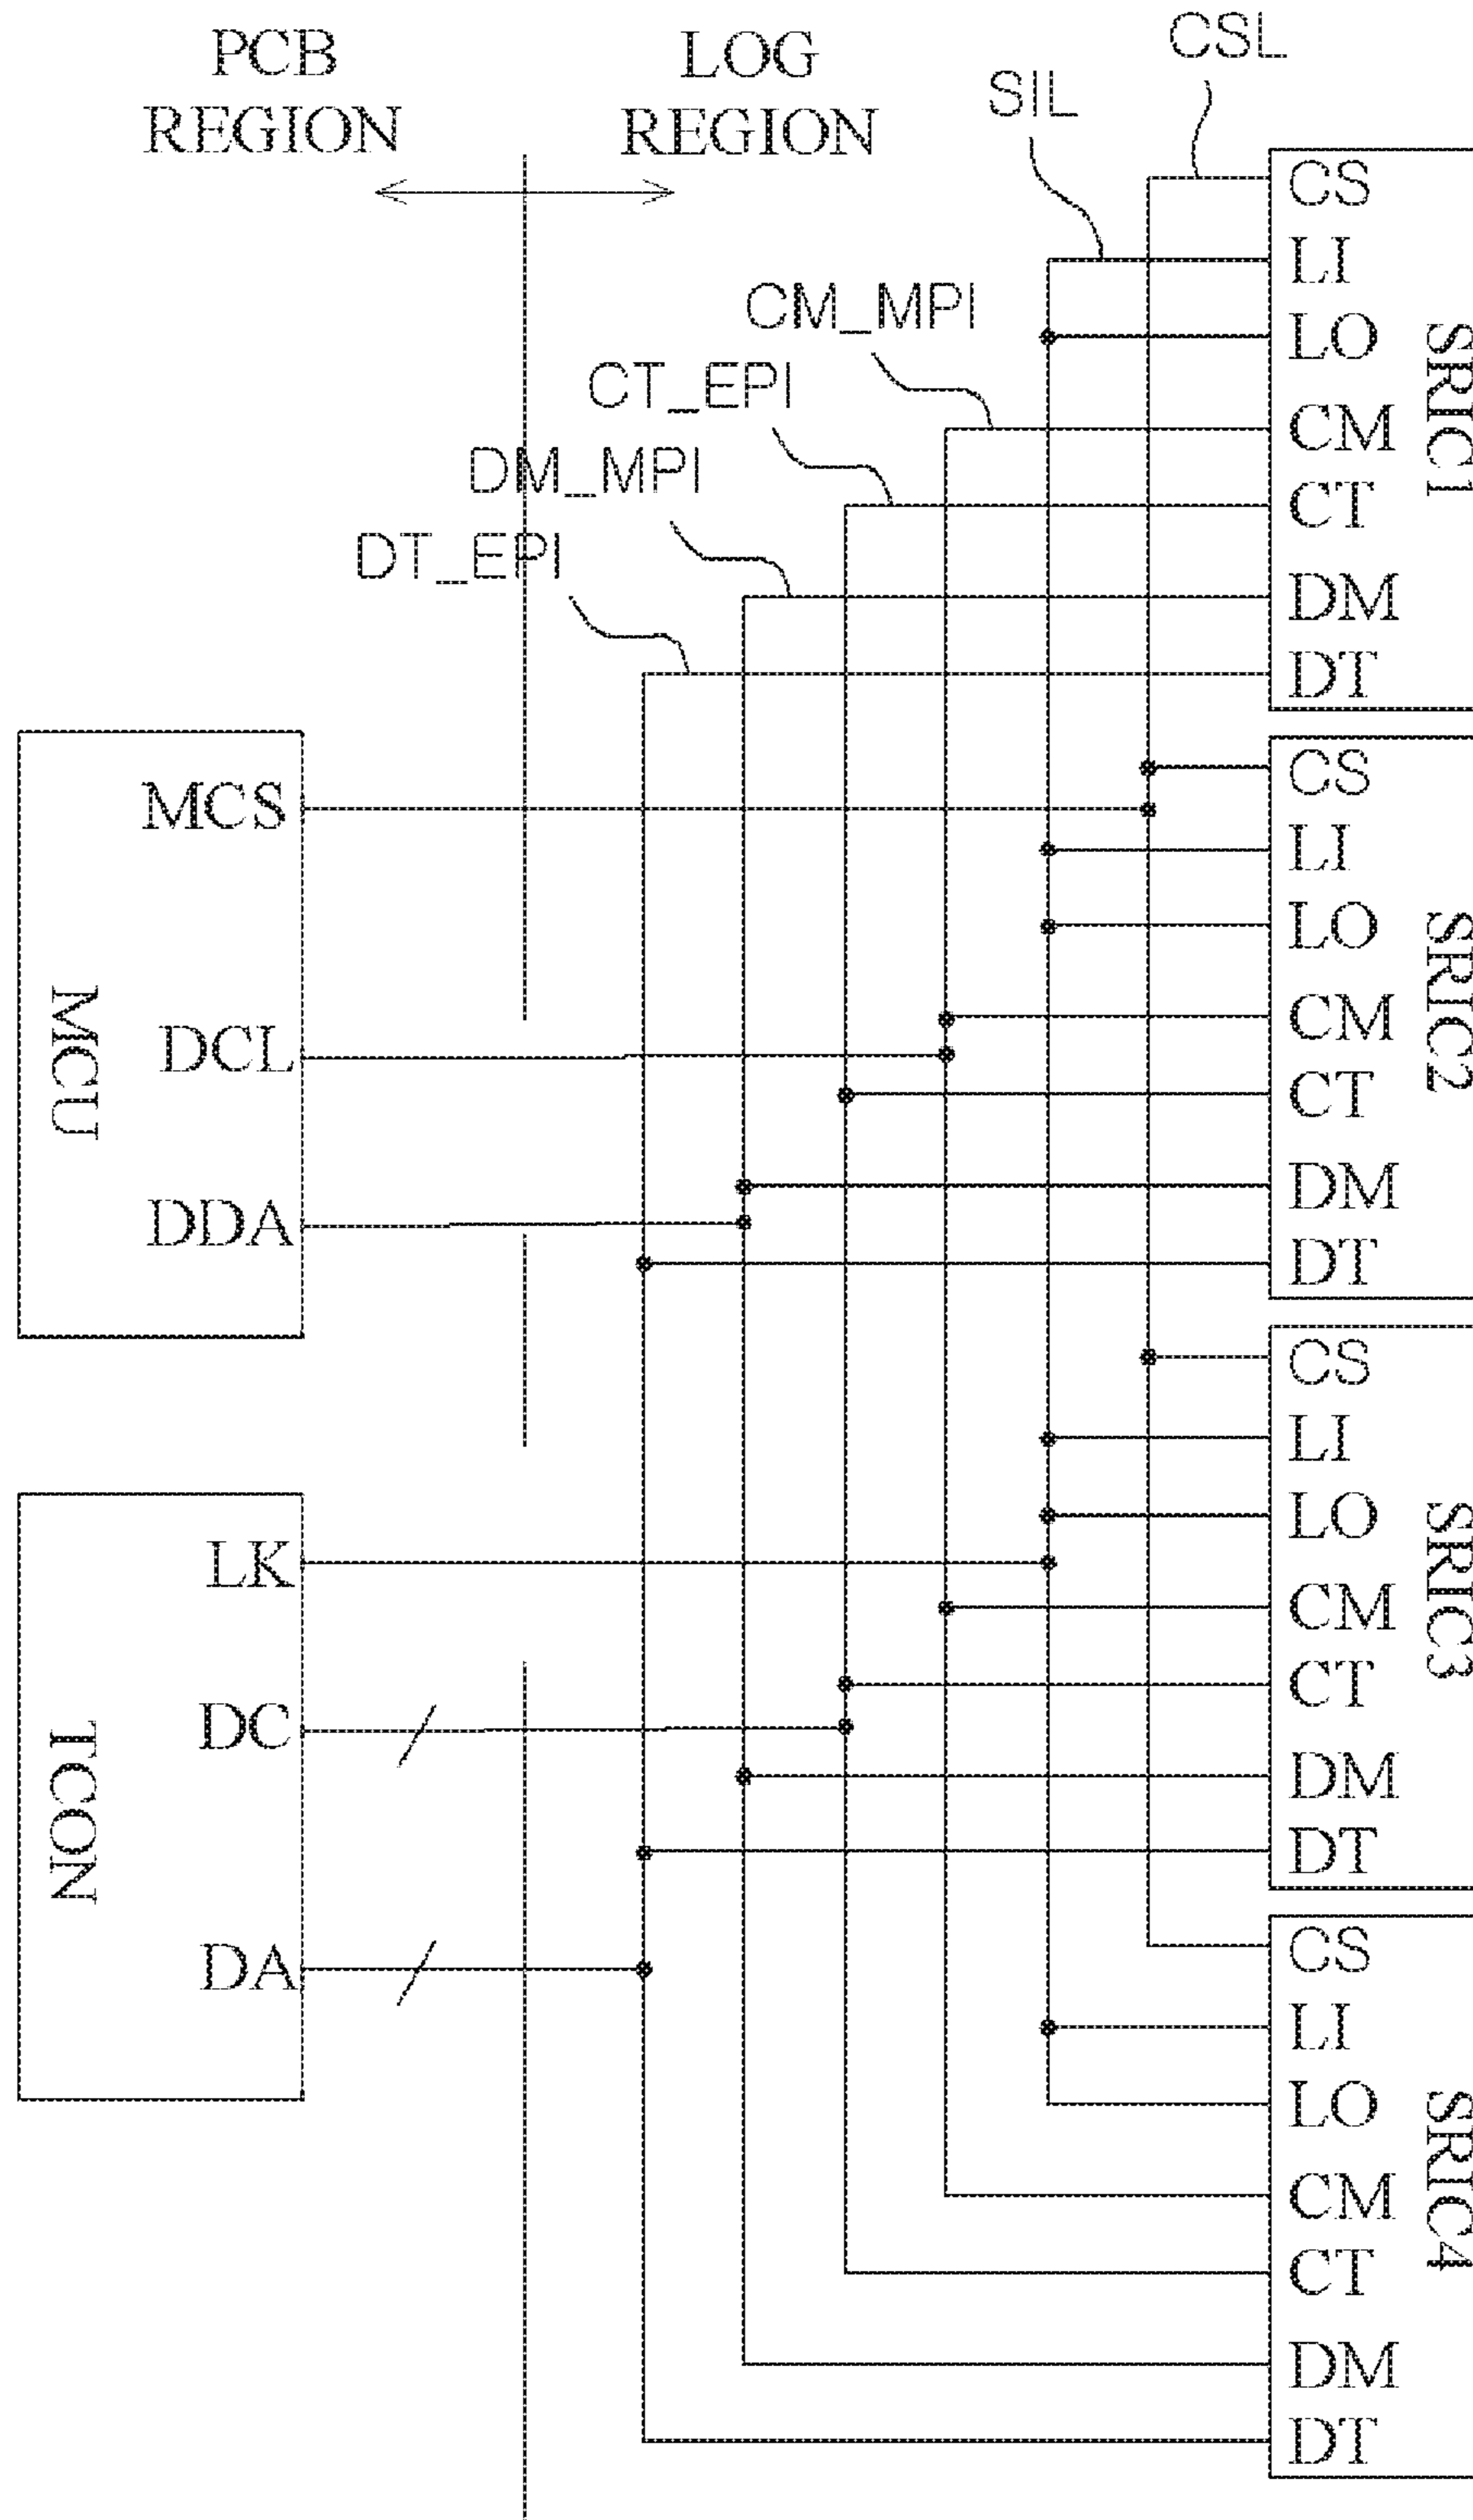 PCB
REGION
LOG
REGION
CSL
SIL
CM_MPI
CT_EPI
DM_MPI
DT_EPI
CS
LI
LO
CM
CT
DM
DT
SRIC1
MCS
DCL
DDA
MCU
CS
LI
LO
CM
CT
DM
DT
SRIC2
LK
DC
DA
TCON
CS
LI
LO
CM
CT
DM
DT
SRIC3
CS
LI
LO
CM
CT
DM
DT
SRIC4